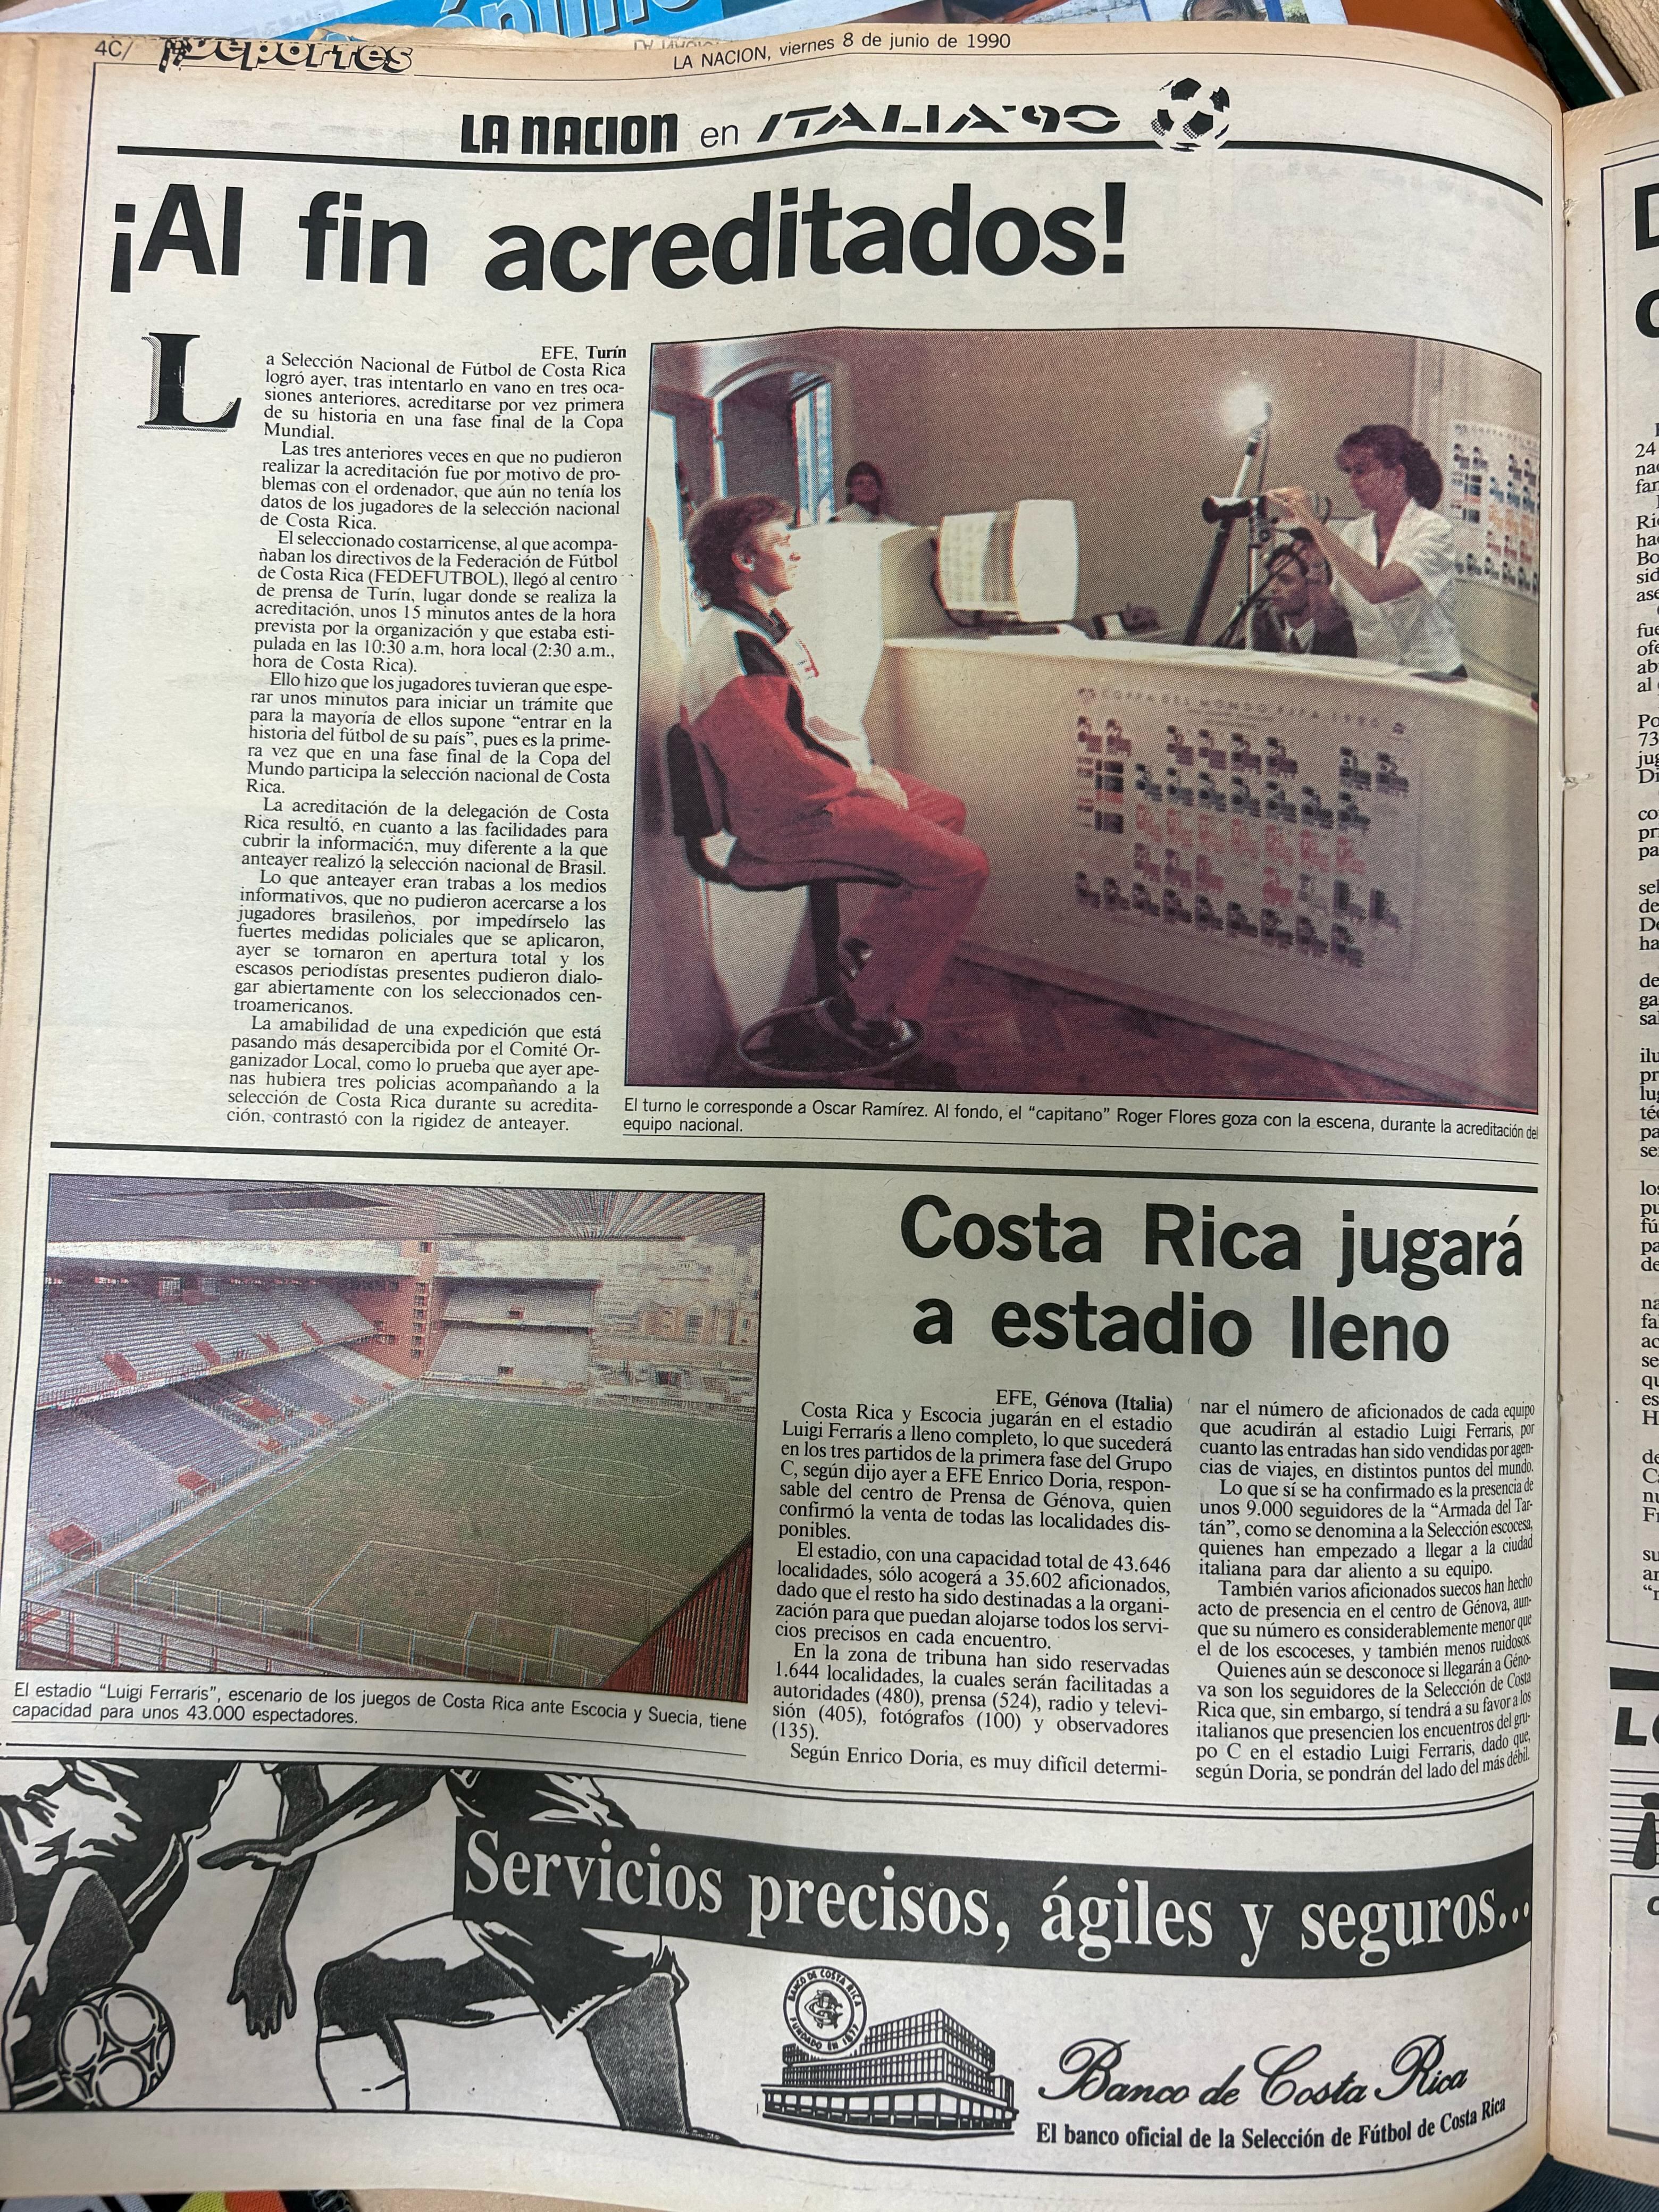 4C/ Deportes
LA NACION, viernes 8 de junio de 1990
LA NACION en ITALIA'90
¡Al fin acreditados!
EFE, Turín
La Selección Nacional de Fútbol de Costa Rica
logró ayer, tras intentarlo en vano en tres oca-
siones anteriores, acreditarse por vez primera
de su historia en una fase final de la Copa
Mundial.
Las tres anteriores veces en que no pudieron
realizar la acreditación fue por motivo de pro-
blemas con el ordenador, que aún no tenía los
datos de los jugadores de la selección nacional
de Costa Rica.
El seleccionado costarricense, al que acompa-
ñaban los directivos de la Federación de Fútbol
de Costa Rica (FEDEFUTBOL), llegó al centro
de prensa de Turín, lugar donde se realiza la
acreditación, unos 15 minutos antes de la hora
prevista por la organización y que estaba esti-
pulada en las 10:30 a.m, hora local (2:30 a.m.,
hora de Costa Rica).
Ello hizo que los jugadores tuvieran que espe-
rar unos minutos para iniciar un trámite que
para la mayoría de ellos supone “entrar en la
historia del fútbol de su país”, pues es la prime-
ra vez que en una fase final de la Copa del
Mundo participa la selección nacional de Costa
Rica.
La acreditación de la delegación de Costa
Rica resultó, en cuanto a las facilidades para
cubrir la información, muy diferente a la que
anteayer realizó la selección nacional de Brasil.
Lo que anteayer eran trabas a los medios
informativos, que no pudieron acercarse a los
jugadores brasileños, por impedírselo las
fuertes medidas policiales que se aplicaron,
ayer se tornaron en apertura total y los
escasos periodístas presentes pudieron dialo-
gar abiertamente con los seleccionados cen-
troamericanos.
La amabilidad de una expedición que está
pasando más desapercibida por el Comité Or-
ganizador Local, como lo prueba que ayer ape-
nas hubiera tres policias acompañando a la
selección de Costa Rica durante su acredita-
ción, contrastó con la rigidez de anteayer.
COPPA DEL MONDO FIFA 1990
El turno le corresponde a Oscar Ramírez. Al fondo, el “capitano” Roger Flores goza con la escena, durante la acreditación del
equipo nacional.
El estadio “Luigi Ferraris”, escenario de los juegos de Costa Rica ante Escocia y Suecia, tiene
capacidad para unos 43.000 espectadores.
Costa Rica jugará
a estadio lleno
EFE, Génova (Italia)
Costa Rica y Escocia jugarán en el estadio
Luigi Ferraris a lleno completo, lo que sucederá
en los tres partidos de la primera fase del Grupo
C, según dijo ayer a EFE Enrico Doria, respon-
sable del centro de Prensa de Génova, quien
confirmó la venta de todas las localidades dis-
ponibles.
El estadio, con una capacidad total de 43.646
localidades, sólo acogerá a 35.602 aficionados,
dado que el resto ha sido destinadas a la organi-
zación para que puedan alojarse todos los servi-
cios precisos en cada encuentro.
En la zona de tribuna han sido reservadas
1.644 localidades, la cuales serán facilitadas a
autoridades (480), prensa (524), radio y televi-
sión (405), fotógrafos (100) y observadores
(135).
Según Enrico Doria, es muy difícil determi-
nar el número de aficionados de cada equipo
que acudirán al estadio Luigi Ferraris, por
cuanto las entradas han sido vendidas por agen-
cias de viajes, en distintos puntos del mundo.
Lo que sí se ha confirmado es la presencia de
unos 9.000 seguidores de la “Armada del Tar-
tán”, como se denomina a la Selección escocesa,
quienes han empezado a llegar a la ciudad
italiana para dar aliento a su equipo.
También varios aficionados suecos han hecho
acto de presencia en el centro de Génova, aun-
que su número es considerablemente menor que
el de los escoceses, y también menos ruidosos.
Quienes aún se desconoce si llegarán a Géno-
va son los seguidores de la Selección de Costa
Rica que, sin embargo, sí tendrá a su favor a los
italianos que presencien los encuentros del gru-
po C en el estadio Luigi Ferraris, dado que,
según Doria, se pondrán del lado del más débil.
Servicios precisos, ágiles y seguros...
BANCO DE COSTA RICA
FUNDADO EN 1877
Banco de Costa Rica
El banco oficial de la Selección de Fútbol de Costa Rica